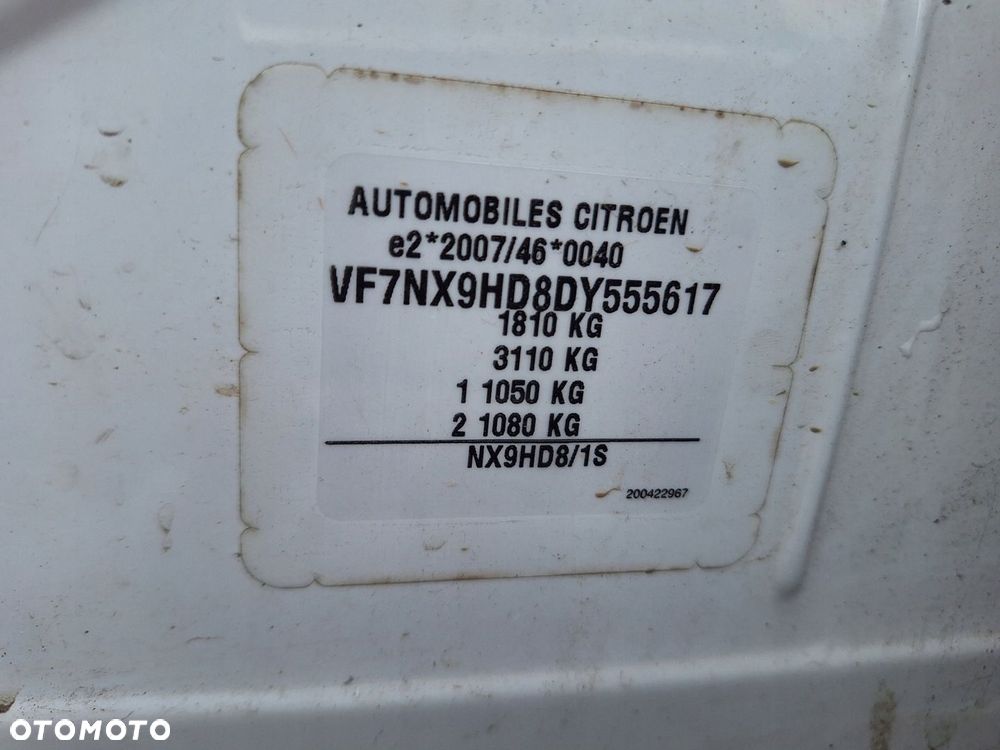 AUTOMOBILES CITROEN
e2*2007/46*0040
VF7NX9HD8DY555617
1810 KG
3110 KG
1 1050 KG
2 1080 KG
NX9HD8/1S
200422967
OTOMOTO